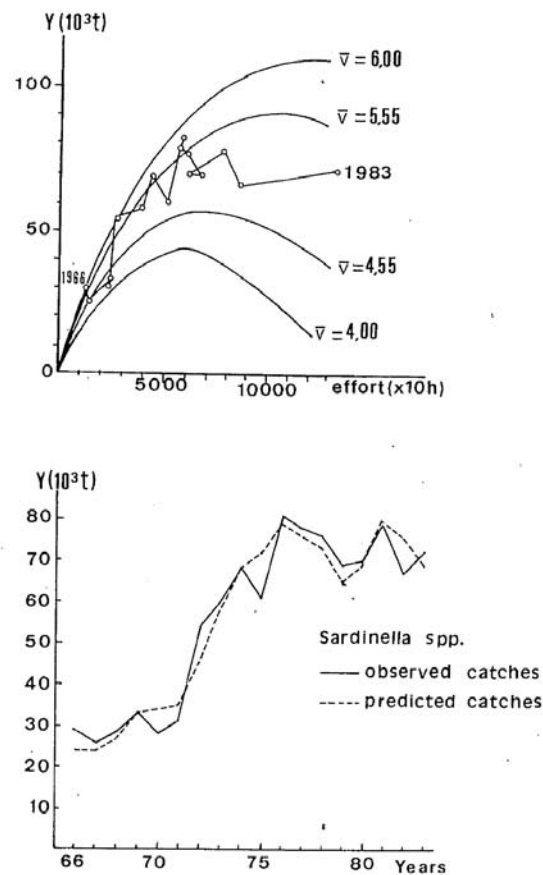 Y(10³t)
V̅ = 6,00
100
V̅ = 5,55
1983
50
1966
V̅ = 4,55
V̅ = 4,00
0
5000
10000
effort(x10h)
Y(10³t)
80
70
60
50
40
30
20
10
Sardinella spp.
observed catches
predicted catches
66
70
75
80
Years